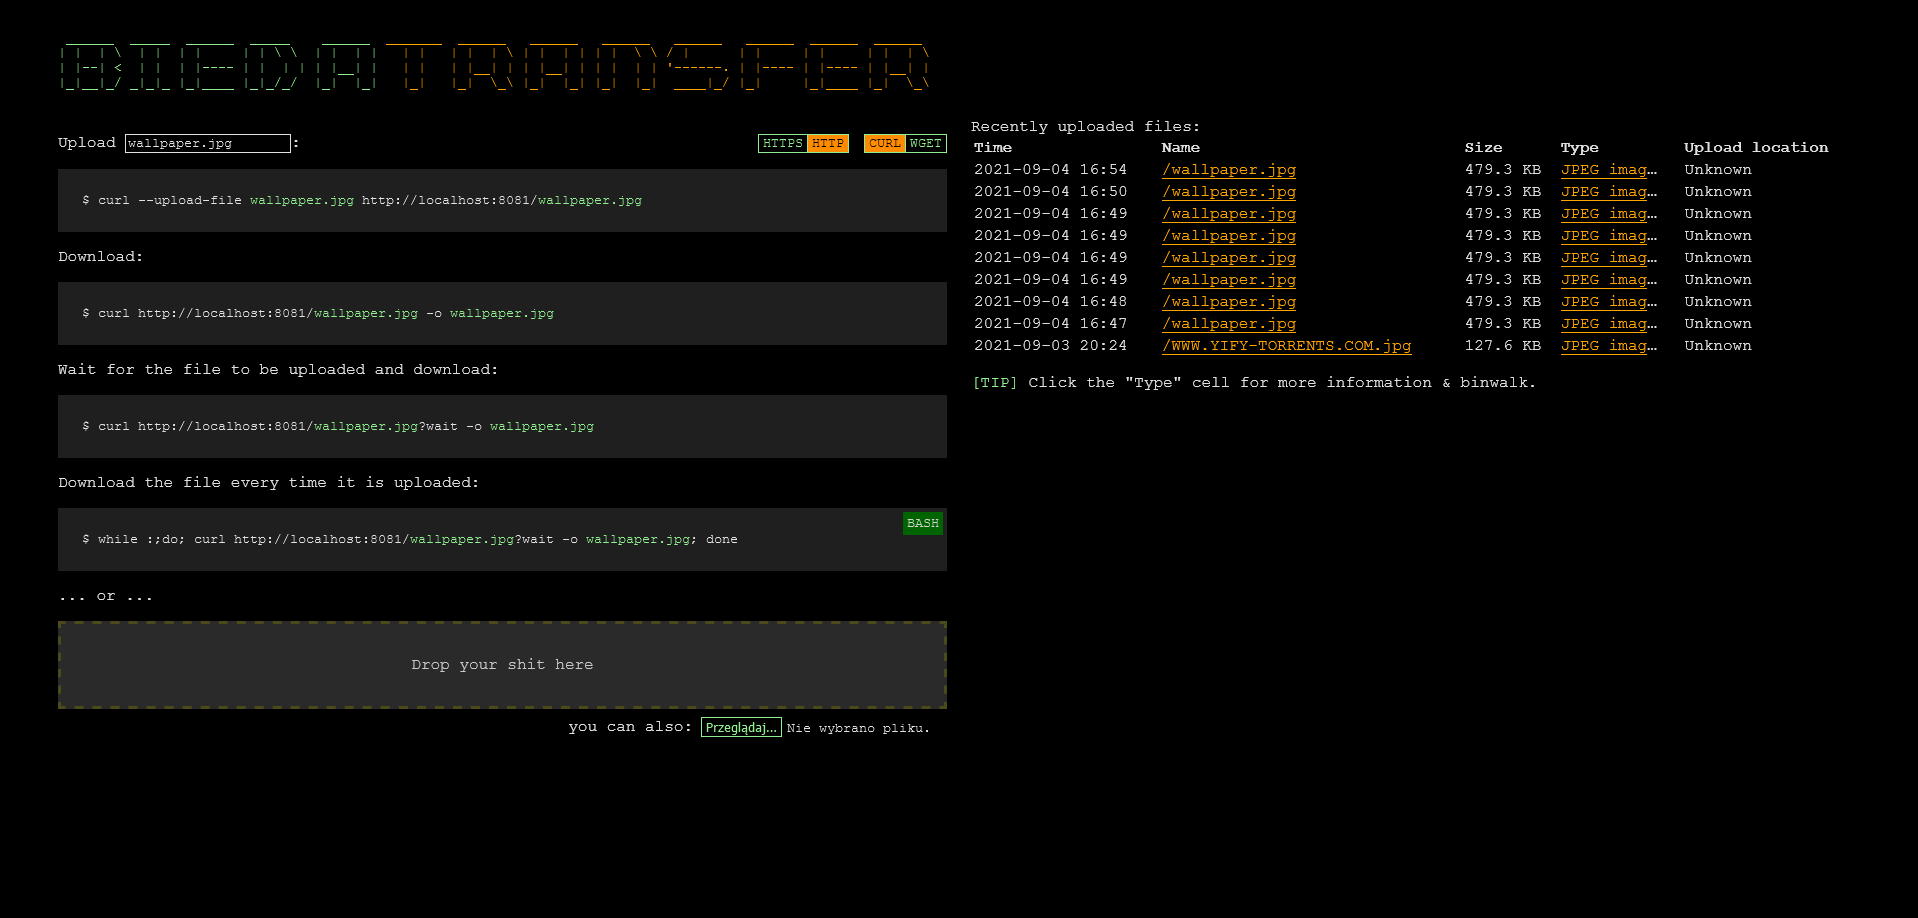 BIEDATRANSFER
Upload wallpaper.jpg :
HTTPS HTTP CURL WGET
$ curl --upload-file wallpaper.jpg http://localhost:8081/wallpaper.jpg
Download:
$ curl http://localhost:8081/wallpaper.jpg -o wallpaper.jpg
Wait for the file to be uploaded and download:
$ curl http://localhost:8081/wallpaper.jpg?wait -o wallpaper.jpg
Download the file every time it is uploaded:
BASH
$ while :;do; curl http://localhost:8081/wallpaper.jpg?wait -o wallpaper.jpg; done
... or ...
Drop your shit here
you can also: Przeglądaj... Nie wybrano pliku.
Recently uploaded files:
Time Name Size Type Upload location
2021-09-04 16:54 /wallpaper.jpg 479.3 KB JPEG imag… Unknown
2021-09-04 16:50 /wallpaper.jpg 479.3 KB JPEG imag… Unknown
2021-09-04 16:49 /wallpaper.jpg 479.3 KB JPEG imag… Unknown
2021-09-04 16:49 /wallpaper.jpg 479.3 KB JPEG imag… Unknown
2021-09-04 16:49 /wallpaper.jpg 479.3 KB JPEG imag… Unknown
2021-09-04 16:49 /wallpaper.jpg 479.3 KB JPEG imag… Unknown
2021-09-04 16:48 /wallpaper.jpg 479.3 KB JPEG imag… Unknown
2021-09-04 16:47 /wallpaper.jpg 479.3 KB JPEG imag… Unknown
2021-09-03 20:24 /WWW.YIFY-TORRENTS.COM.jpg 127.6 KB JPEG imag… Unknown
[TIP] Click the "Type" cell for more information & binwalk.